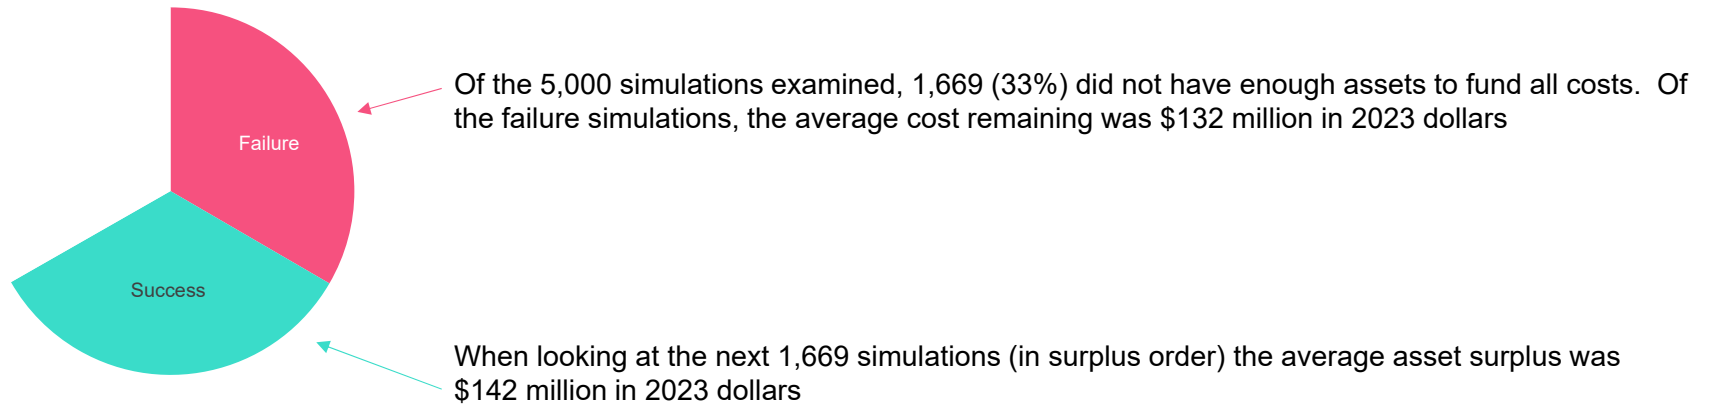 Of the 5,000 simulations examined, 1,669 (33%) did not have enough assets to fund all costs.  Of
the failure simulations, the average cost remaining was $132 million in 2023 dollars
Failure
Success
When looking at the next 1,669 simulations (in surplus order) the average asset surplus was
$142 million in 2023 dollars